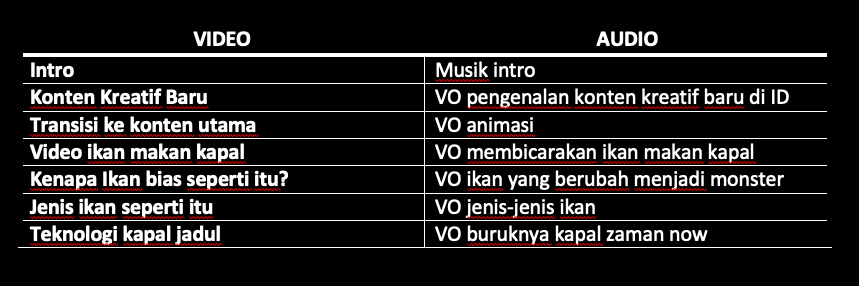 VIDEO AUDIO
Intro Musik intro
Konten Kreatif Baru VO pengenalan konten kreatif baru di ID
Transisi ke konten utama VO animasi
Video ikan makan kapal VO membicarakan ikan makan kapal
Kenapa Ikan bias seperti itu? VO ikan yang berubah menjadi monster
Jenis ikan seperti itu VO jenis-jenis ikan
Teknologi kapal jadul VO buruknya kapal zaman now